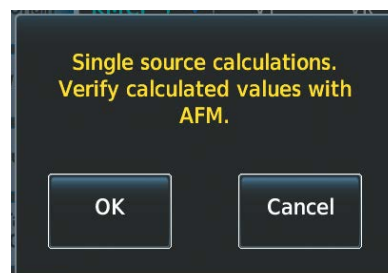 Single source calculations.
Verify calculated values with
AFM.
OK
Cancel